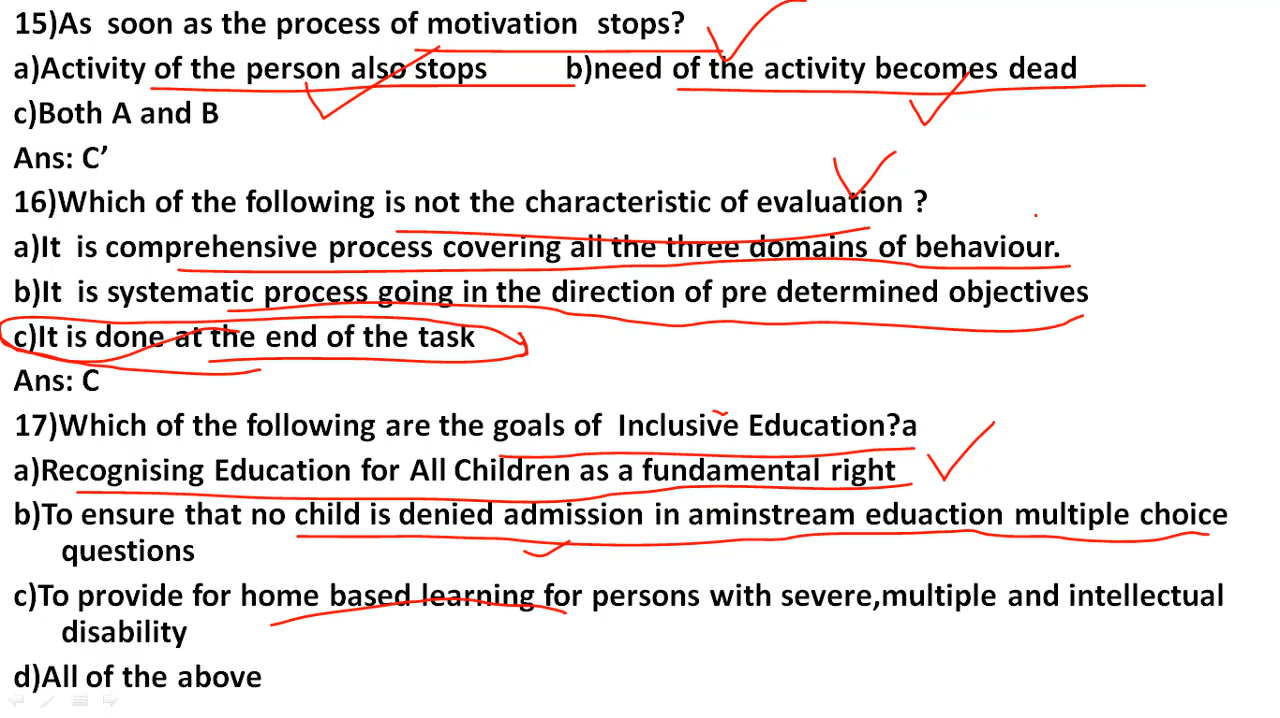 15)As soon as the process of motivation stops?
a)Activity of the person also stops b)need of the activity becomes dead
c)Both A and B
Ans: C’
16)Which of the following is not the characteristic of evaluation ?
a)It is comprehensive process covering all the three domains of behaviour.
b)It is systematic process going in the direction of pre determined objectives
c)It is done at the end of the task
Ans: C
17)Which of the following are the goals of Inclusive Education?a
a)Recognising Education for All Children as a fundamental right
b)To ensure that no child is denied admission in aminstream eduaction multiple choice
questions
c)To provide for home based learning for persons with severe,multiple and intellectual
disability
d)All of the above